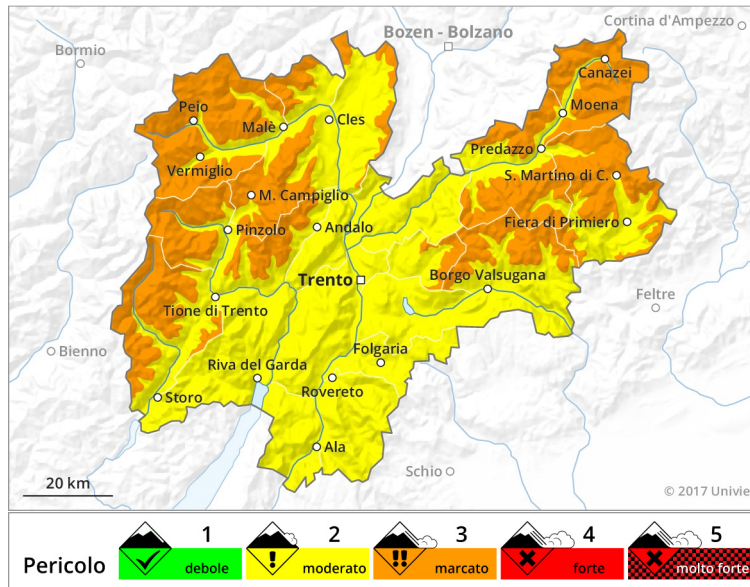 Cortina d'Ampezzo
Bozen - Bolzano
Bormio
Canazei
Peio
Moena
Malè
Cles
Predazzo
Vermiglio
S. Martino di C.
M. Campiglio
Fiera di Primiero
Pinzolo
Andalo
Trento
Borgo Valsugana
Feltre
Tione di Trento
Bienno
Folgaria
Riva del Garda
Rovereto
Storo
Ala
Schio
20 km
© 2017 Univie
Pericolo
1
debole
2
!
moderato
3
!!
marcato
4
forte
5
molto forte